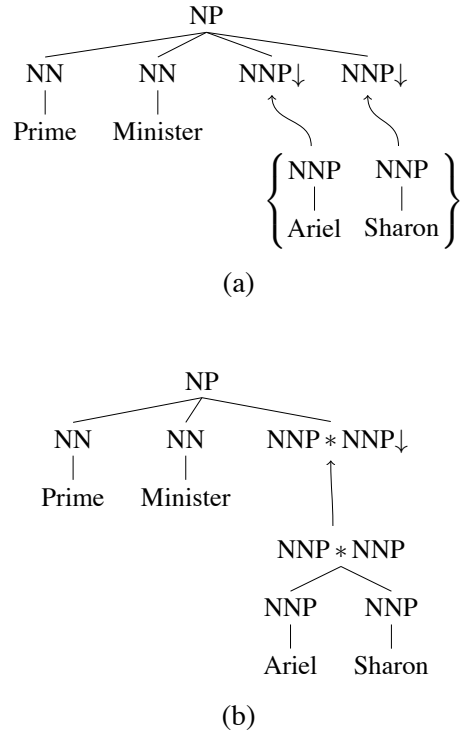 NP
NN NN NNP↓ NNP↓
Prime Minister
NNP NNP
Ariel Sharon
(a)
NP
NN NN NNP ∗ NNP↓
Prime Minister
NNP ∗ NNP
NNP NNP
Ariel Sharon
(b)